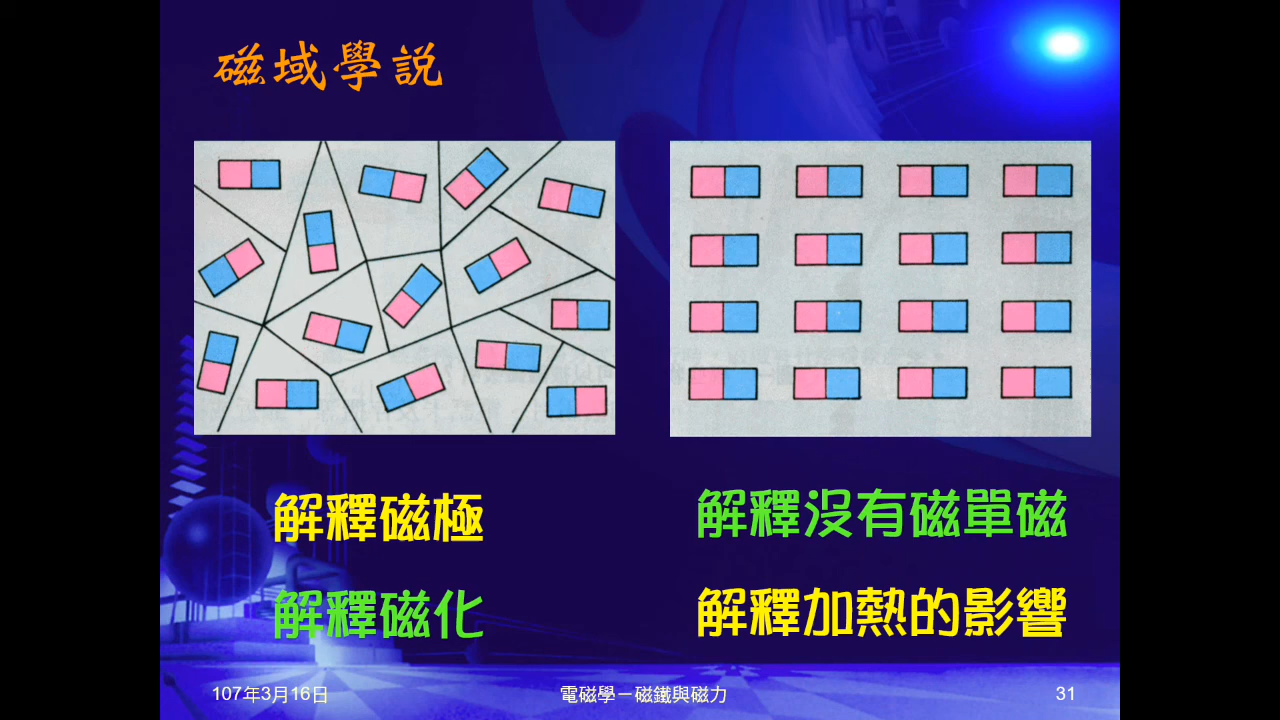 磁域學說
解釋磁極
解釋沒有磁單磁
解釋磁化
解釋加熱的影響
107年3月16日
電磁學－磁鐵與磁力
31